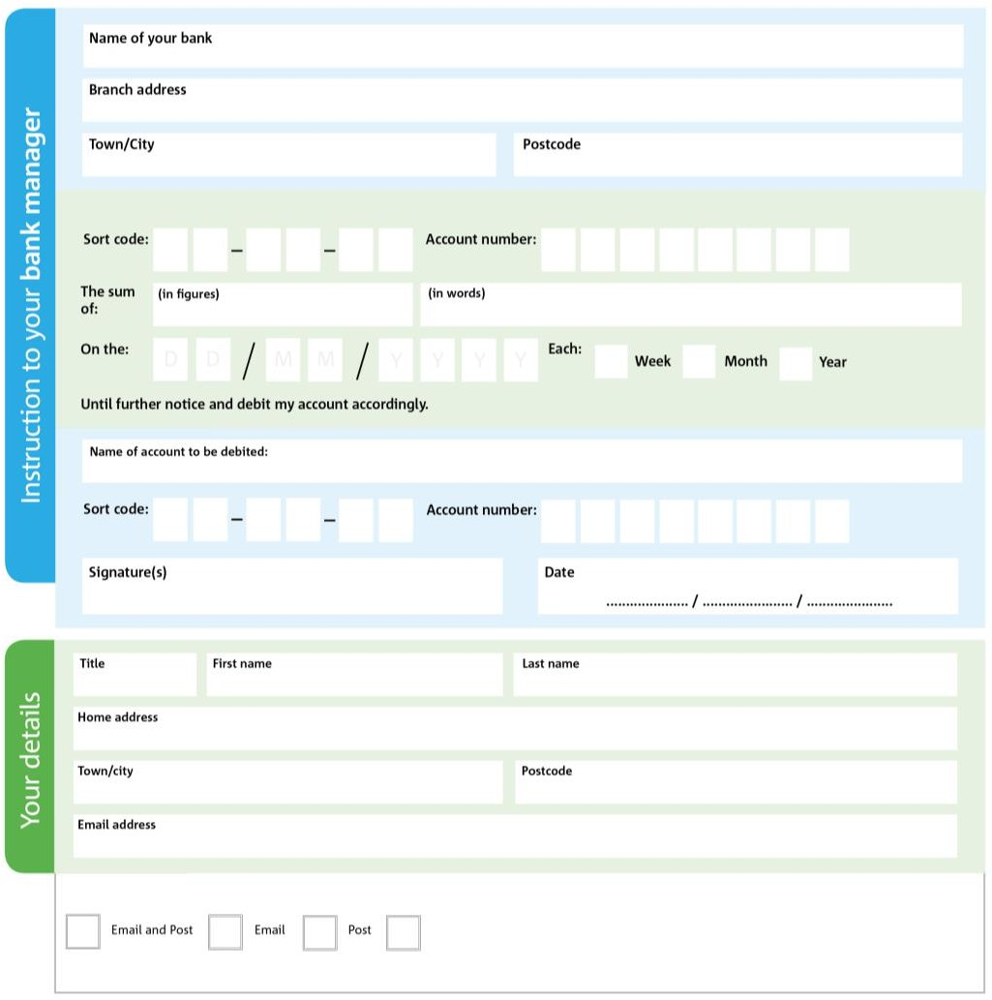 Instruction to your bank manager
Name of your bank
Branch address
Town/City Postcode
Sort code: – – Account number:
The sum of: (in figures) (in words)
On the: D D / M M / Y Y Y Y Each: Week Month Year
Until further notice and debit my account accordingly.
Name of account to be debited:
Sort code: – – Account number:
Signature(s) Date
...................... / ........................ / .......................
Your details
Title First name Last name
Home address
Town/city Postcode
Email address
Email and Post Email Post